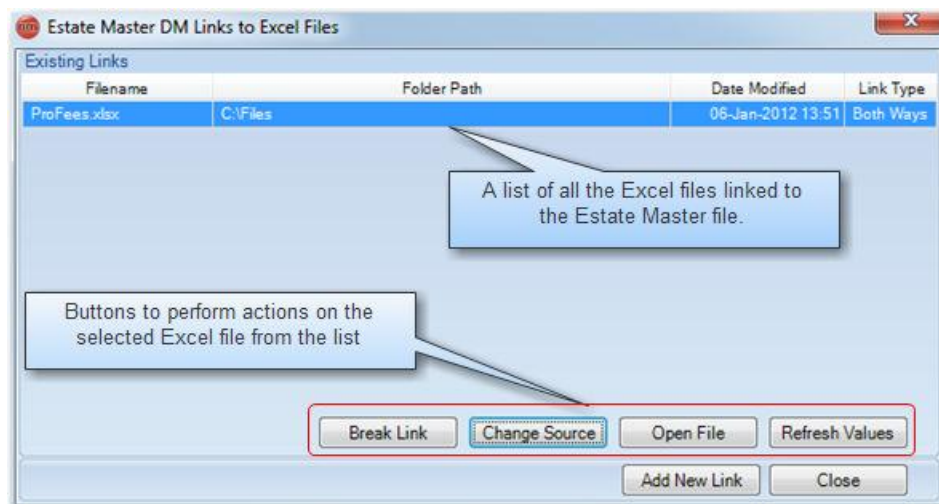 Estate Master DM Links to Excel Files
Existing Links
Filename Folder Path Date Modified Link Type
ProFees.xlsx C:\Files 06-Jan-2012 13:51 Both Ways
A list of all the Excel files linked to
the Estate Master file.
Buttons to perform actions on the
selected Excel file from the list
Break Link Change Source Open File Refresh Values
Add New Link Close